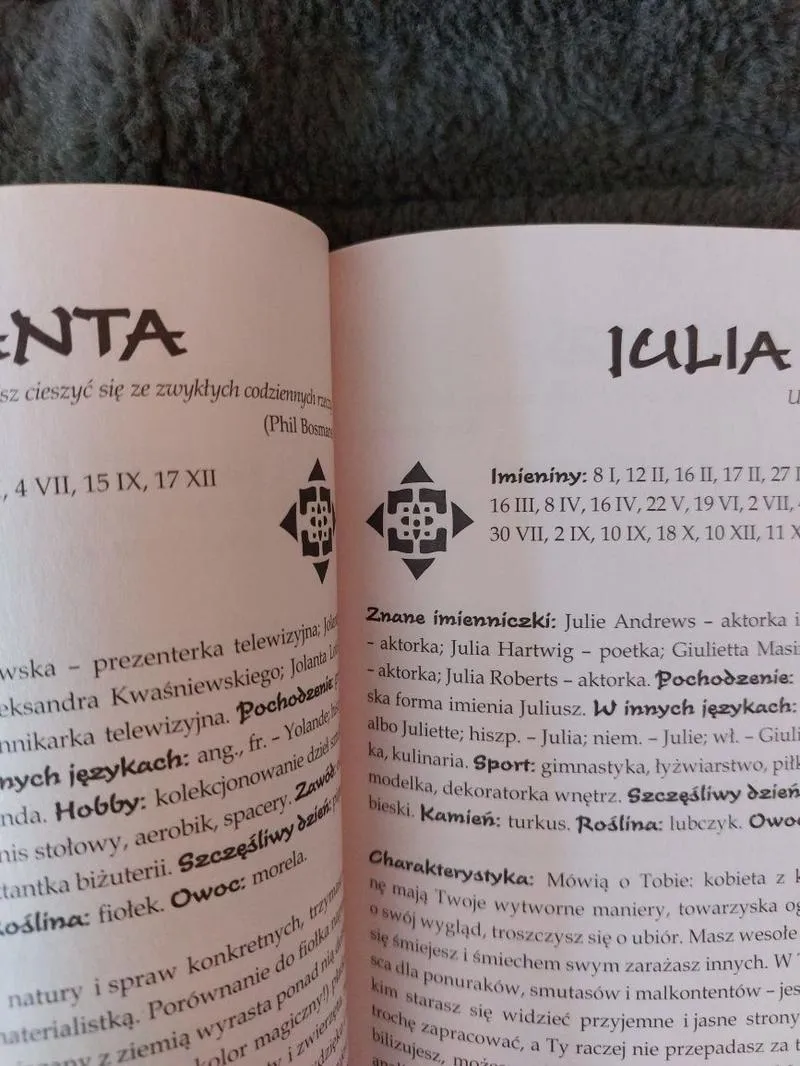 ANTA
sz cieszyć się ze zwykłych codziennych
(Phil
4 VII, 15 IX, 17 XII
wska – prezenterka telewizyjna;
eksandra Kwaśniewskiego; Jolanta
nnikarka telewizyjna. Pochodzenie:
nych językach: ang., fr. – Yolande;
nda. Hobby: kolekcjonowanie dzieł
nis stołowy, aerobik, spacery. Zawód:
ktantka biżuterii. Szczęśliwy dzień:
Roślina: fiołek. Owoc: morela.
natury i spraw konkretnych,
materialistką. Porównanie do fiołka
z ziemią wyrasta ponad nią
kolor magiczny!)
i zwierzęta
JULIA
Imieniny: 8 I, 12 II, 16 II, 17 II, 27 I
16 III, 8 IV, 16 IV, 22 V, 19 VI, 2 VII,
30 VII, 2 IX, 10 IX, 18 X, 10 XII, 11 X
Znane imienniczki: Julie Andrews – aktorka i
– aktorka; Julia Hartwig – poetka; Giulietta Masi
– aktorka; Julia Roberts – aktorka. Pochodzenie:
ska forma imienia Juliusz. W innych językach:
albo Juliette; hiszp. – Julia; niem. – Julie; wł. – Giuli
ka, kulinaria. Sport: gimnastyka, łyżwiarstwo, piłk
modelka, dekoratorka wnętrz. Szczęśliwy dzień
bieski. Kamień: turkus. Roślina: lubczyk. Owo
Charakterystyka: Mówią o Tobie: kobieta z k
nę mają Twoje wytworne maniery, towarzyska og
o swój wygląd, troszczysz się o ubiór. Masz wesołe
się śmiejesz i śmiechem swym zarażasz innych. W T
sca dla ponuraków, smutasów i malkontentów – jes
kim starasz się widzieć przyjemne i jasne strony
trochę zapracować, a Ty raczej nie przepadasz za t
bilizujesz,